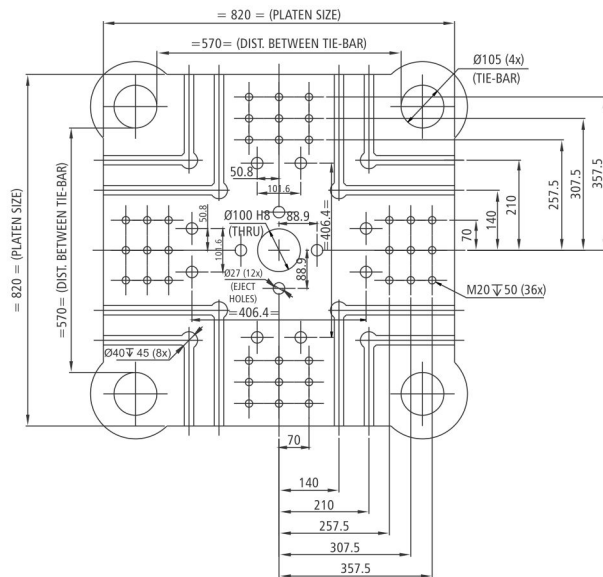 = 820 = (PLATEN SIZE)
=570= (DIST. BETWEEN TIE-BAR)
Ø105 (4x)
(TIE-BAR)
= 820 = (PLATEN SIZE)
=570= (DIST. BETWEEN TIE-BAR)
50.8
101.6
50.8
101.6
Ø100 H8
(THRU)
88.9
=406.4=
88.9
Ø27 (12x)
(EJECT
HOLES)
=406.4=
Ø40↧ 45 (8x)
M20↧50 (36x)
70
140
210
257.5
307.5
357.5
70
140
210
257.5
307.5
357.5